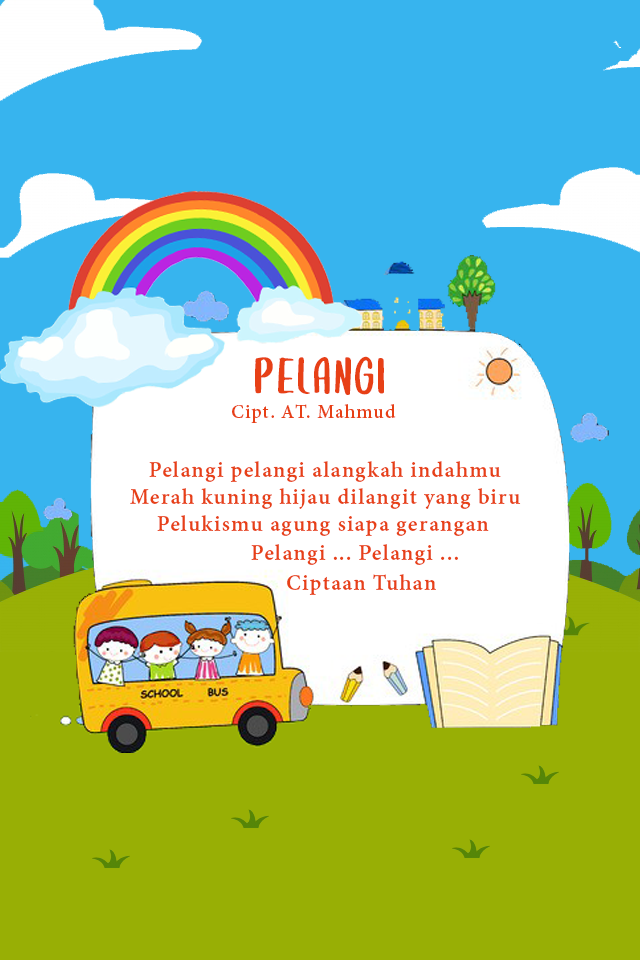 PELANGI
Cipt. AT. Mahmud
Pelangi pelangi alangkah indahmu
Merah kuning hijau dilangit yang biru
Pelukismu agung siapa gerangan
Pelangi ... Pelangi ...
Ciptaan Tuhan
SCHOOL BUS